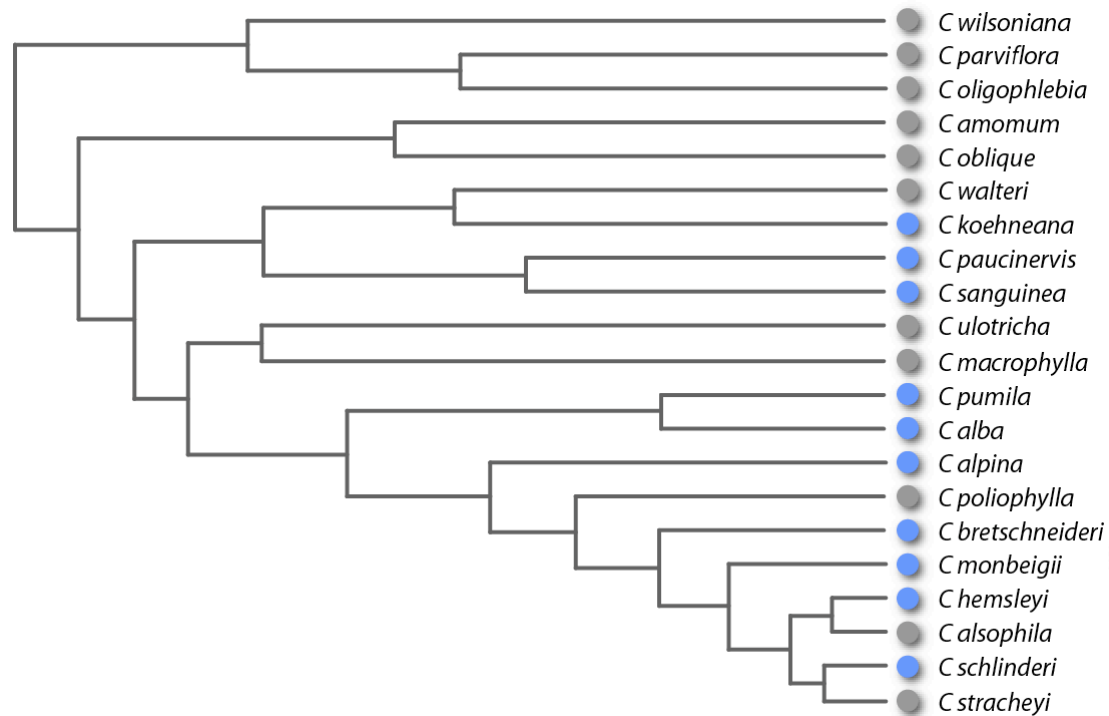 C wilsoniana
C parviflora
C oligophlebia
C amomum
C oblique
C walteri
C koehneana
C paucinervis
C sanguinea
C ulotricha
C macrophylla
C pumila
C alba
C alpina
C poliophylla
C bretschneideri
C monbeigii
C hemsleyi
C alsophila
C schlinderi
C stracheyi